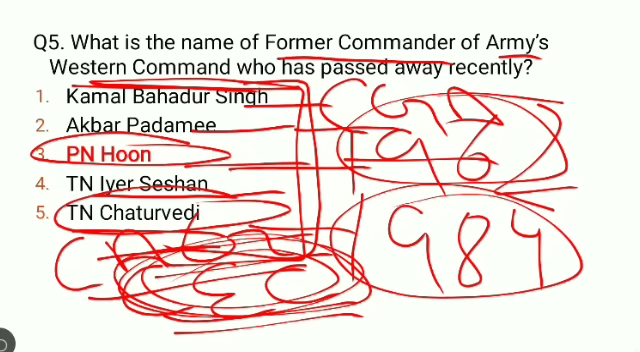 Q5. What is the name of Former Commander of Army's
Western Command who has passed away recently?
1. Kamal Bahadur Singh
2. Akbar Padamee
3. PN Hoon
4. TN Iyer Seshan
5. TN Chaturvedi
1984